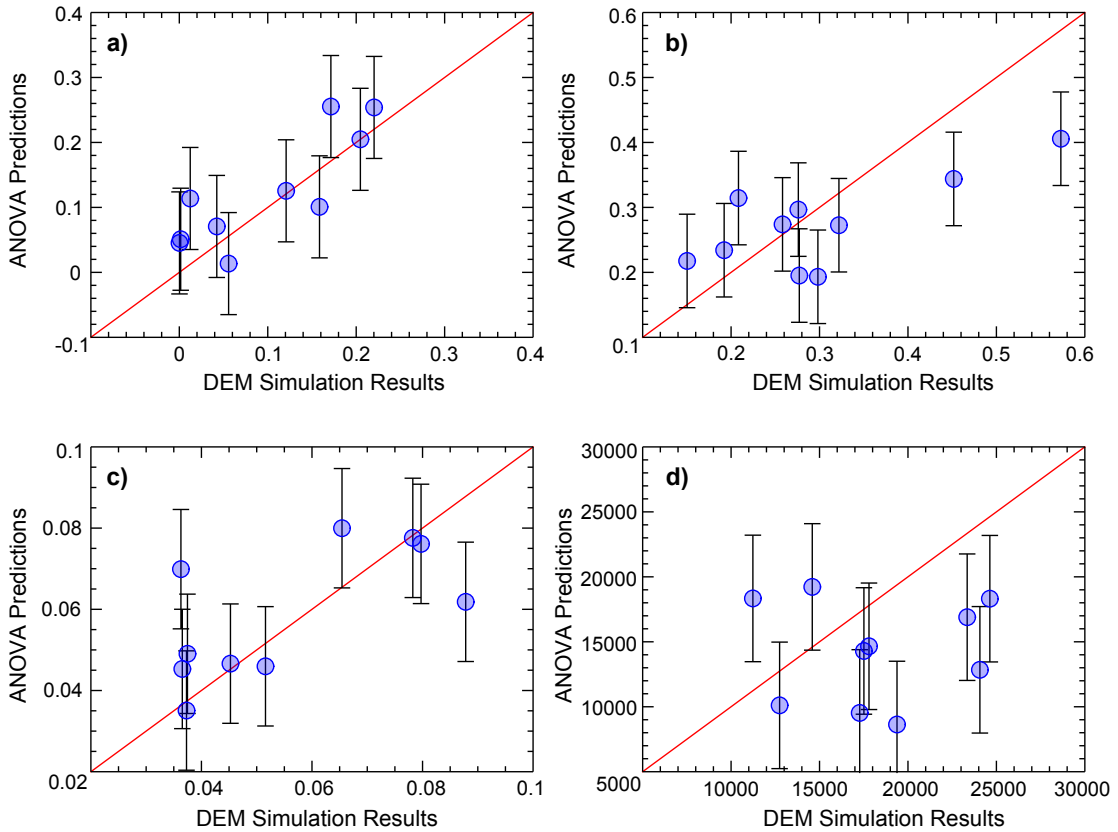 a)
ANOVA Predictions
0.4
0.3
0.2
0.1
0
-0.1
0 0.1 0.2 0.3 0.4
DEM Simulation Results
b)
ANOVA Predictions
0.6
0.5
0.4
0.3
0.2
0.1
0.2 0.3 0.4 0.5 0.6
DEM Simulation Results
c)
ANOVA Predictions
0.1
0.08
0.06
0.04
0.02
0.04 0.06 0.08 0.1
DEM Simulation Results
d)
ANOVA Predictions
30000
25000
20000
15000
10000
5000
10000 15000 20000 25000 30000
DEM Simulation Results